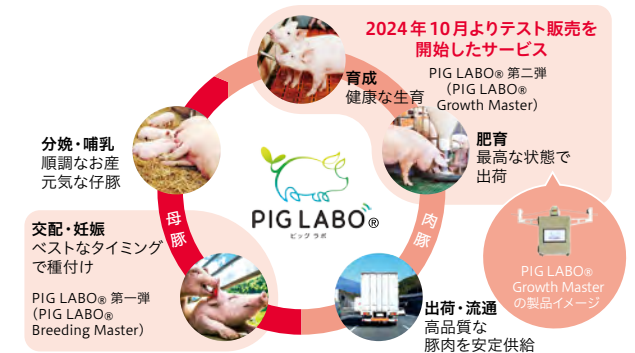 2024年10月よりテスト販売を
開始したサービス
PIG LABO® 第二弾
（PIG LABO®
Growth Master）
育成
健康な生育
肥育
最高な状態で
出荷
分娩・哺乳
順調なお産
元気な仔豚
PIG LABO®
ピッグ ラボ
母豚
肉豚
交配・妊娠
ベストなタイミング
で種付け
PIG LABO® 第一弾
（PIG LABO®
Breeding Master）
出荷・流通
高品質な
豚肉を安定供給
PIG LABO®
Growth Master
の製品イメージ